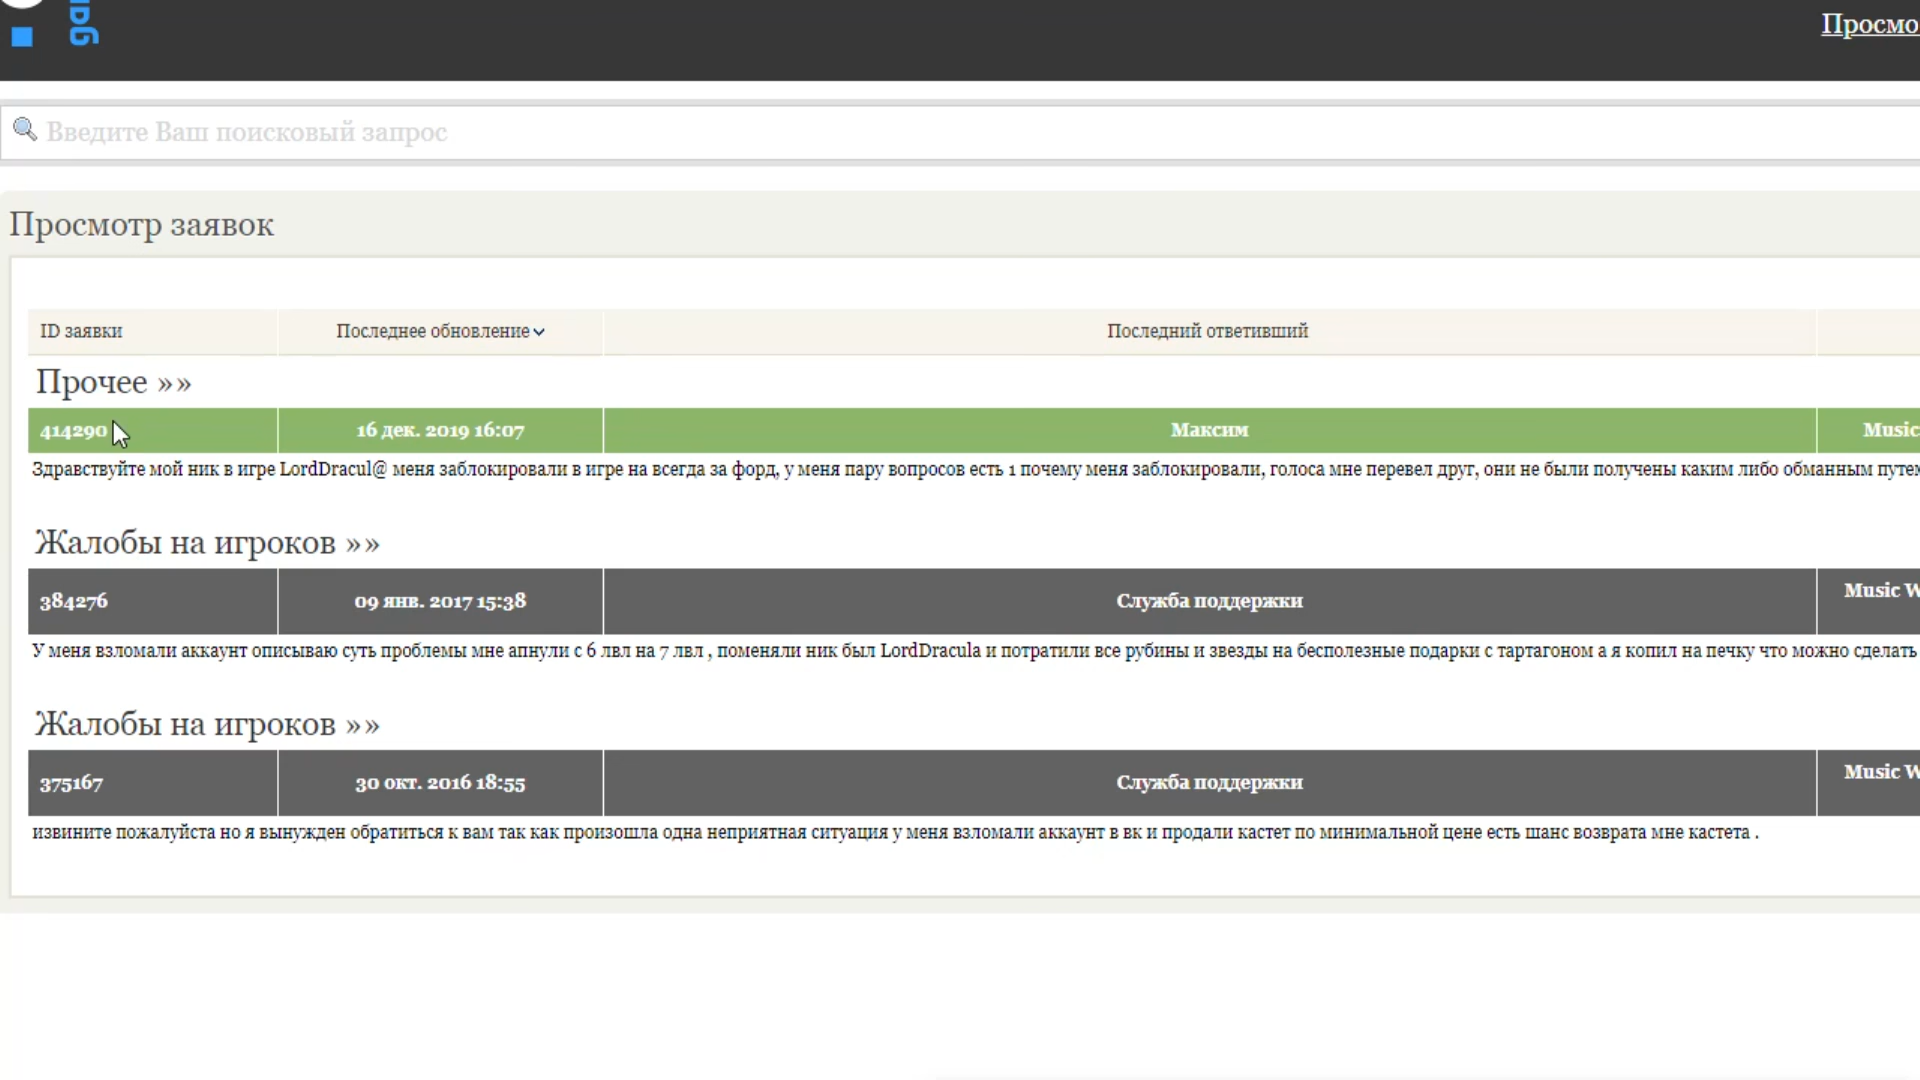 Просмо
Введите Ваш поисковый запрос
Просмотр заявок
ID заявки Последнее обновление Последний ответивший
Прочее »»
414290 16 дек. 2019 16:07 Максим Music
Здравствуйте мой ник в игре LordDracul@ меня заблокировали в игре на всегда за форд, у меня пару вопросов есть 1 почему меня заблокировали, голоса мне перевел друг, они не были получены каким либо обманным путем
Жалобы на игроков »»
384276 09 янв. 2017 15:38 Служба поддержки Music W
У меня взломали аккаунт описываю суть проблемы мне апнули с 6 лвл на 7 лвл , поменяли ник был LordDracula и потратили все рубины и звезды на бесполезные подарки с тартагоном а я копил на печку что можно сделать
Жалобы на игроков »»
375167 30 окт. 2016 18:55 Служба поддержки Music W
извините пожалуйста но я вынужден обратиться к вам так как произошла одна неприятная ситуация у меня взломали аккаунт в вк и продали кастет по минимальной цене есть шанс возврата мне кастета .